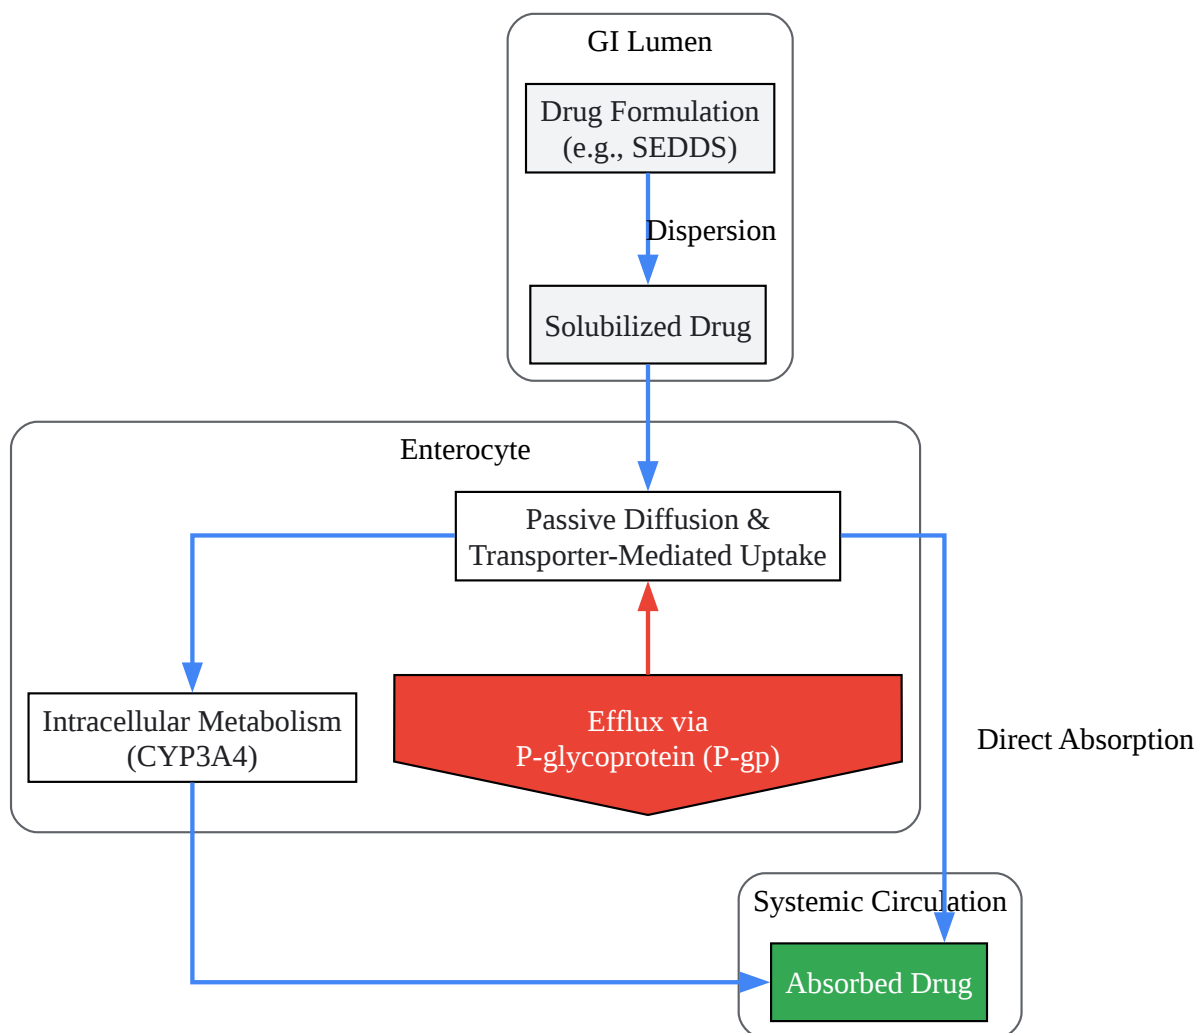 GI Lumen
Drug Formulation
(e.g., SEDDS)
Dispersion
Solubilized Drug
Enterocyte
Passive Diffusion &
Transporter-Mediated Uptake
Intracellular Metabolism
(CYP3A4)
Efflux via
P-glycoprotein (P-gp)
Direct Absorption
Systemic Circulation
Absorbed Drug